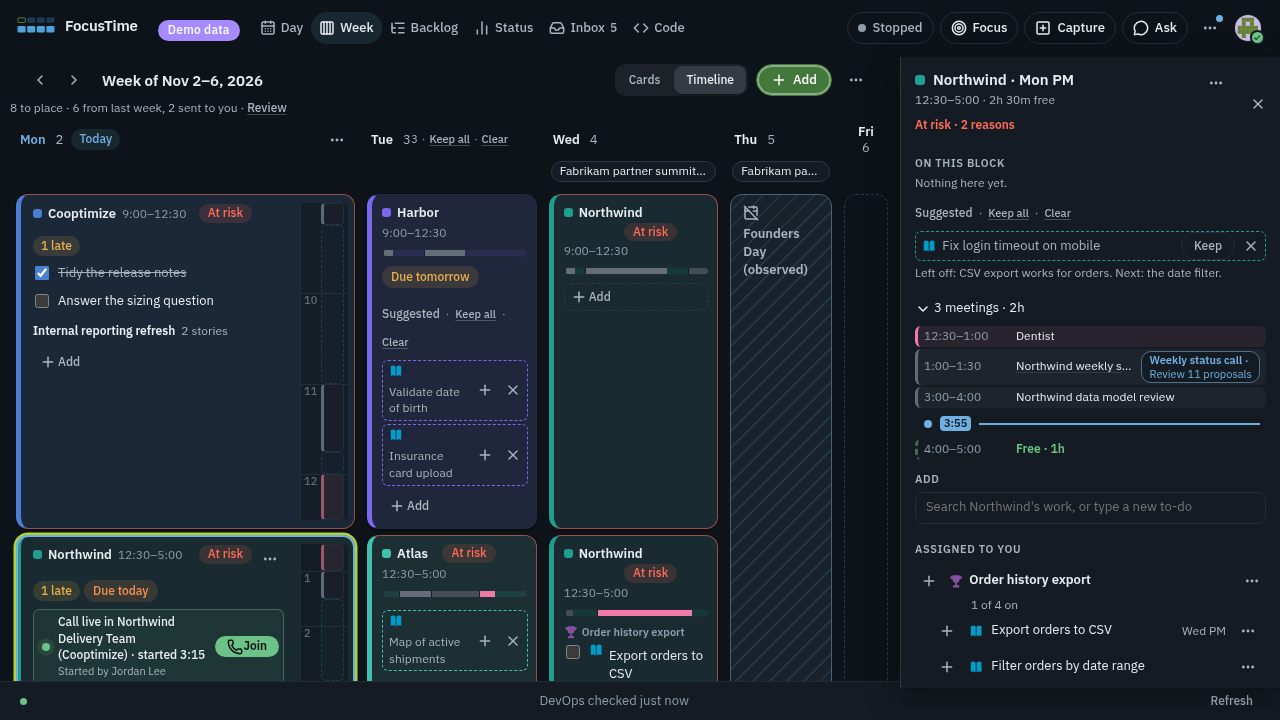 FocusTime
Demo data
Day
Week
Backlog
Status
Inbox 5
Code
Stopped
Focus
Capture
Ask
Week of Nov 2–6, 2026
Cards
Timeline
Add
8 to place · 6 from last week, 2 sent to you · Review
Mon 2 Today
Tue 33 · Keep all · Clear
Wed 4
Thu 5
Fri
6
Fabrikam partner summit...
Fabrikam pa...
Cooptimize 9:00–12:30 At risk
1 late
Tidy the release notes
Answer the sizing question
Internal reporting refresh 2 stories
Add
10
11
12
Harbor
9:00–12:30
Due tomorrow
Suggested · Keep all ·
Clear
Validate date
of birth
Insurance
card upload
Add
Northwind
At risk
9:00–12:30
Add
Founders
Day
(observed)
Northwind 12:30–5:00 At risk
1 late Due today
Call live in Northwind
Delivery Team
(Cooptimize) · started 3:15
Started by Jordan Lee
Join
1
2
Atlas At risk
12:30–5:00
Map of active
shipments
Northwind
At risk
12:30–5:00
Order history export
Export orders to
CSV
Northwind · Mon PM
12:30–5:00 · 2h 30m free
At risk · 2 reasons
ON THIS BLOCK
Nothing here yet.
Suggested · Keep all · Clear
Fix login timeout on mobile Keep
Left off: CSV export works for orders. Next: the date filter.
3 meetings · 2h
12:30–1:00 Dentist
1:00–1:30 Northwind weekly s...
Weekly status call ·
Review 11 proposals
3:00–4:00 Northwind data model review
3:55
4:00–5:00 Free · 1h
ADD
Search Northwind's work, or type a new to-do
ASSIGNED TO YOU
Order history export
1 of 4 on
Export orders to CSV Wed PM
Filter orders by date range
DevOps checked just now
Refresh